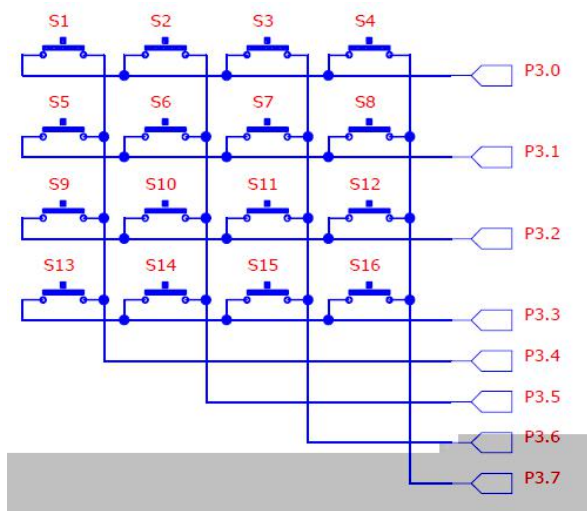 S1 S2 S3 S4
P3.0
S5 S6 S7 S8
P3.1
S9 S10 S11 S12
P3.2
S13 S14 S15 S16
P3.3
P3.4
P3.5
P3.6
P3.7